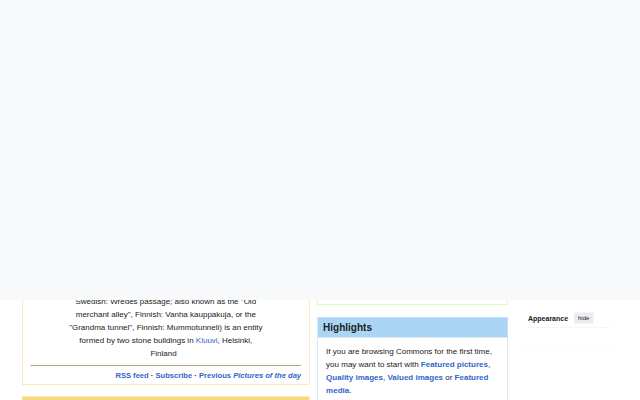 Swedish: Wredes passage; also known as the "Old
merchant alley", Finnish: Vanha kauppakuja, or the
"Grandma tunnel", Finnish: Mummotunneli) is an entity
formed by two stone buildings in Kluuvi, Helsinki,
Finland
RSS feed · Subscribe · Previous Pictures of the day
Highlights
If you are browsing Commons for the first time,
you may want to start with Featured pictures,
Quality images, Valued images or Featured
media.
Appearance hide